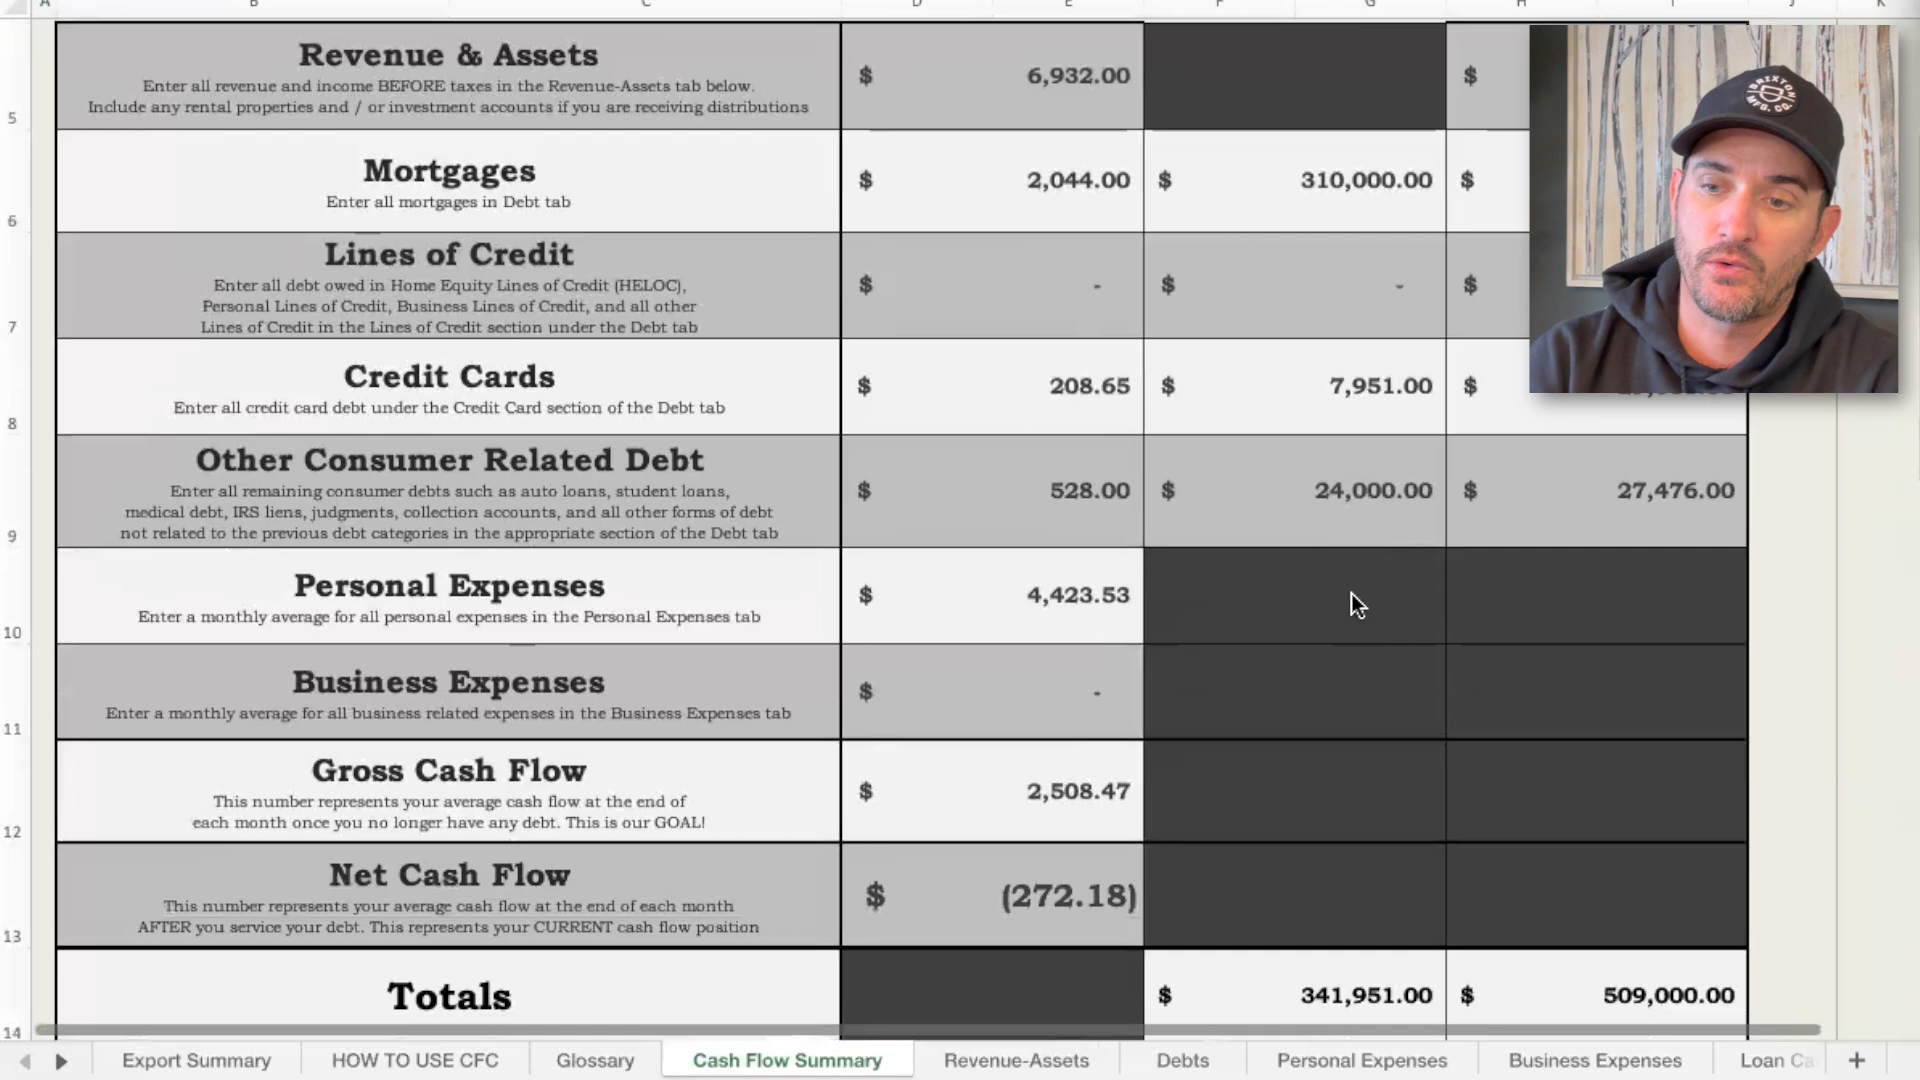 A B C D E F G H I J K
Revenue & Assets
Enter all revenue and income BEFORE taxes in the Revenue-Assets tab below.
Include any rental properties and / or investment accounts if you are receiving distributions
$ 6,932.00 $
5
Mortgages
Enter all mortgages in Debt tab
$ 2,044.00 $ 310,000.00 $
6
Lines of Credit
Enter all debt owed in Home Equity Lines of Credit (HELOC),
Personal Lines of Credit, Business Lines of Credit, and all other
Lines of Credit in the Lines of Credit section under the Debt tab
$ - $ - $
7
Credit Cards
Enter all credit card debt under the Credit Card section of the Debt tab
$ 208.65 $ 7,951.00 $
8
Other Consumer Related Debt
Enter all remaining consumer debts such as auto loans, student loans,
medical debt, IRS liens, judgments, collection accounts, and all other forms of debt
not related to the previous debt categories in the appropriate section of the Debt tab
$ 528.00 $ 24,000.00 $ 27,476.00
9
Personal Expenses
Enter a monthly average for all personal expenses in the Personal Expenses tab
$ 4,423.53
10
Business Expenses
Enter a monthly average for all business related expenses in the Business Expenses tab
$ -
11
Gross Cash Flow
This number represents your average cash flow at the end of
each month once you no longer have any debt. This is our GOAL!
$ 2,508.47
12
Net Cash Flow
This number represents your average cash flow at the end of each month
AFTER you service your debt. This represents your CURRENT cash flow position
$ (272.18)
13
Totals
$ 341,951.00 $ 509,000.00
14
Export Summary HOW TO USE CFC Glossary Cash Flow Summary Revenue-Assets Debts Personal Expenses Business Expenses Loan
BRIXTON
MFG. CO.